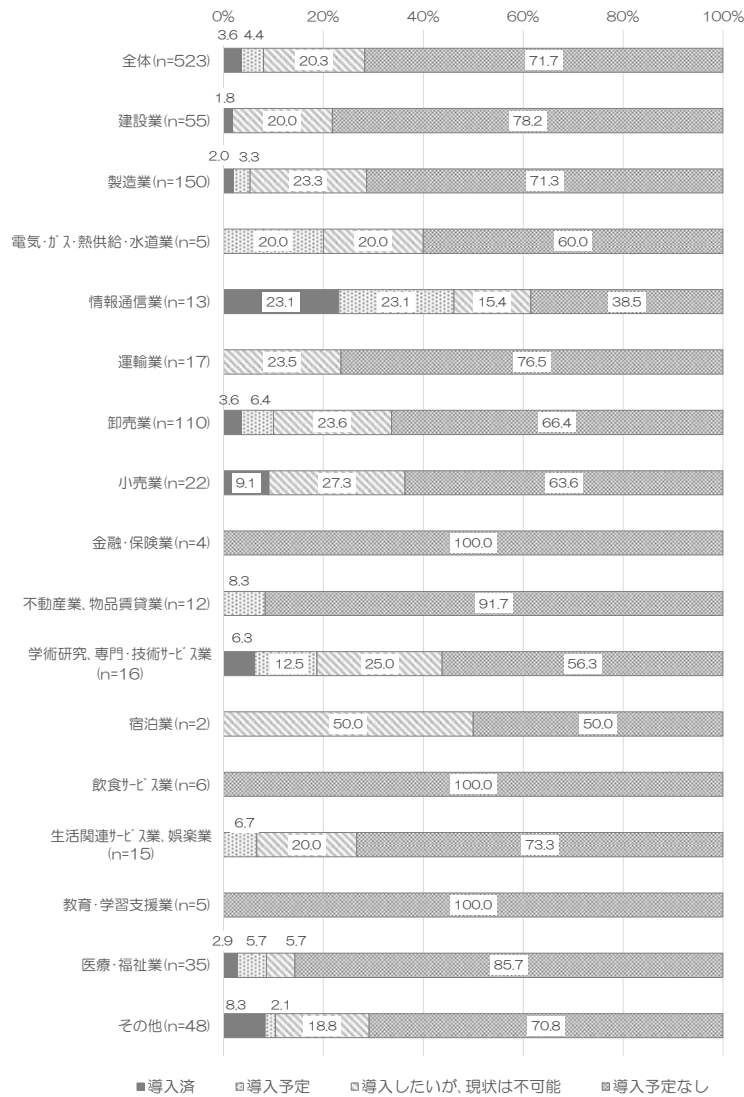 0% 20% 40% 60% 80% 100%
3.6 4.4
全体(n=523) 20.3 71.7
1.8
建設業(n=55) 20.0 78.2
2.0 3.3
製造業(n=150) 23.3 71.3
電気･ｶﾞｽ･熱供給･水道業(n=5) 20.0 20.0 60.0
情報通信業(n=13) 23.1 23.1 15.4 38.5
運輸業(n=17) 23.5 76.5
3.6 6.4
卸売業(n=110) 23.6 66.4
小売業(n=22) 9.1 27.3 63.6
金融･保険業(n=4) 100.0
8.3
不動産業､物品賃貸業(n=12) 91.7
6.3
学術研究､専門･技術ｻｰﾋﾞｽ業
(n=16) 12.5 25.0 56.3
宿泊業(n=2) 50.0 50.0
飲食ｻｰﾋﾞｽ業(n=6) 100.0
6.7
生活関連ｻｰﾋﾞｽ業､娯楽業
(n=15) 20.0 73.3
教育･学習支援業(n=5) 100.0
2.9 5.7 5.7
医療･福祉業(n=35) 85.7
8.3 2.1
その他(n=48) 18.8 70.8
導入済 導入予定 導入したいが､現状は不可能 導入予定なし